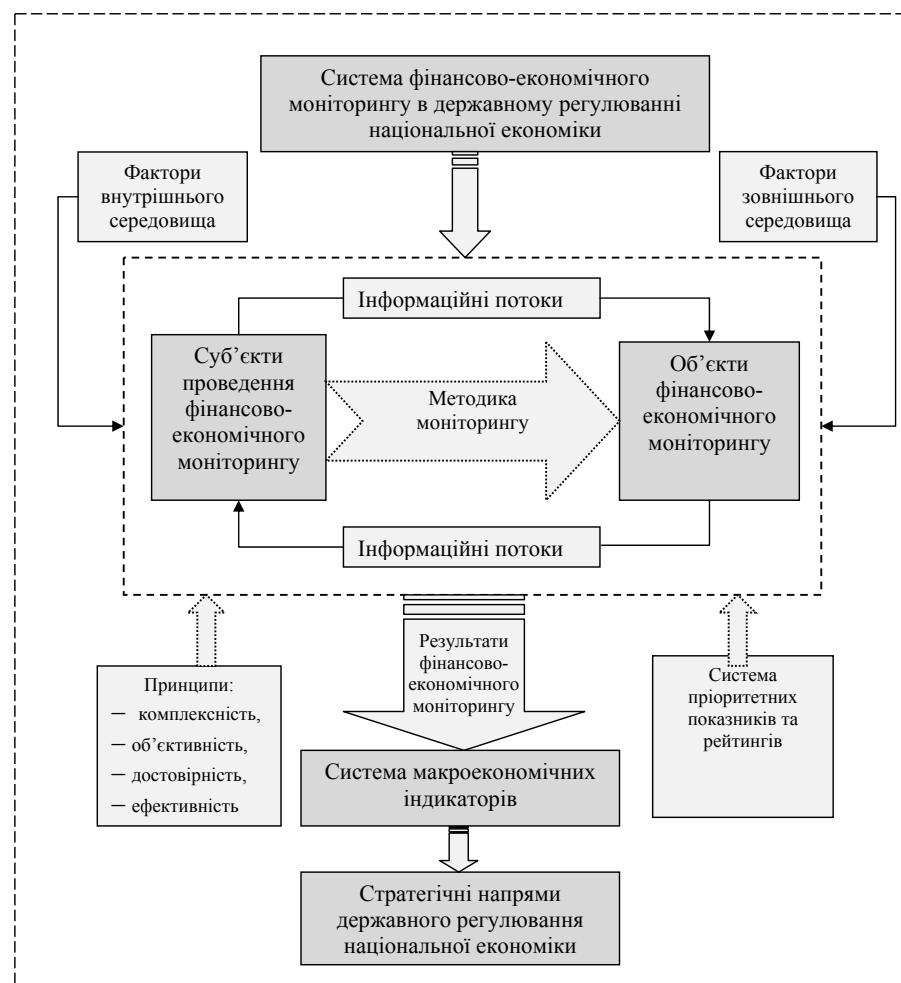 Система фінансово-економічного
моніторингу в державному регулюванні
національної економіки
Фактори
внутрішнього
середовища
Фактори
зовнішнього
середовища
Інформаційні потоки
Суб’єкти
проведення
фінансово-
економічного
моніторингу
Методика
моніторингу
Об’єкти
фінансово-
економічного
моніторингу
Інформаційні потоки
Результати
фінансово-
економічного
моніторингу
Принципи:
– комплексність,
– об’єктивність,
– достовірність,
– ефективність
Система
пріоритетних
показників та
рейтингів
Система макроекономічних
індикаторів
Стратегічні напрями
державного регулювання
національної економіки